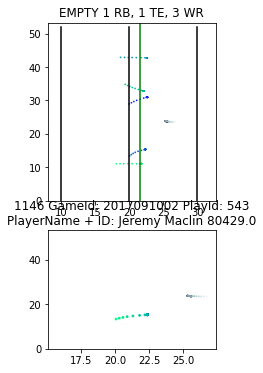 EMPTY 1 RB, 1 TE, 3 WR
50
40
30
20
10
0
10 15 20 25 30
1146 GameId: 2017091002 PlayId: 543
PlayerName + ID: Jeremy Maclin 80429.0
40
20
0
17.5 20.0 22.5 25.0